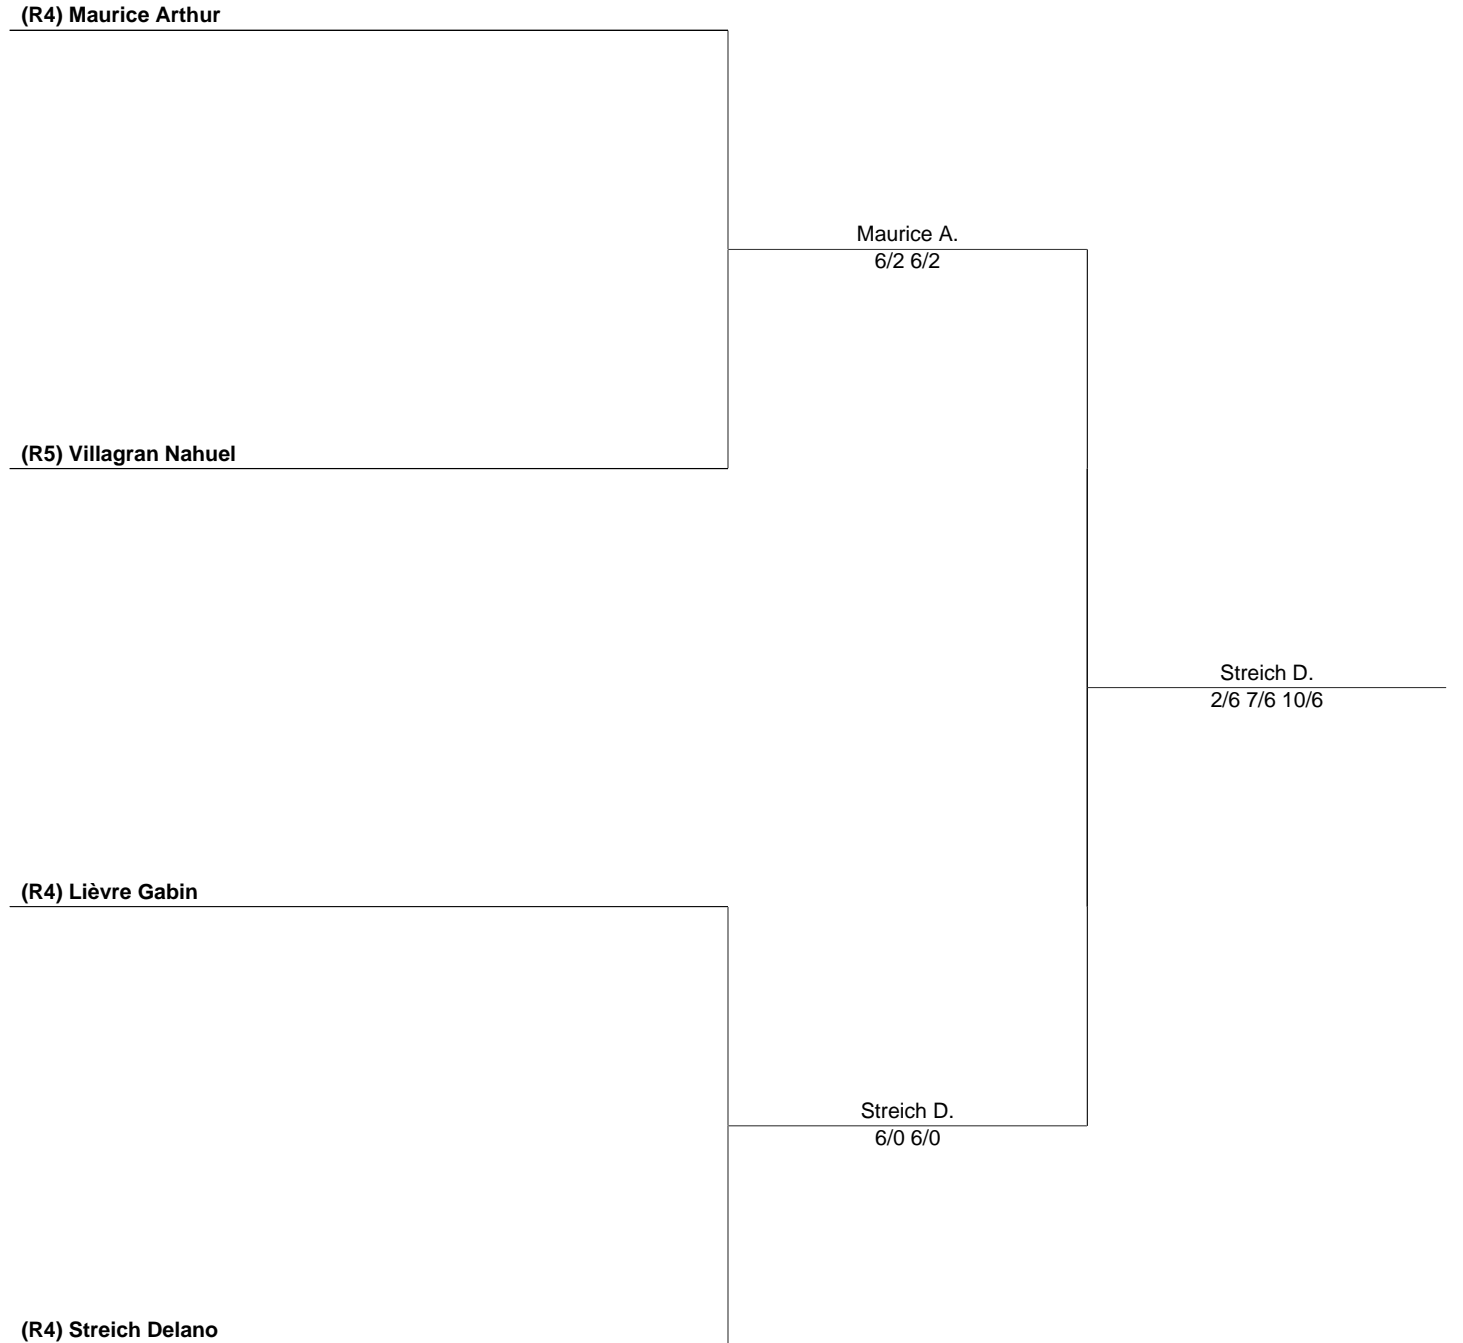 (R4) Maurice Arthur
Maurice A.
6/2 6/2
(R5) Villagran Nahuel
Streich D.
2/6 7/6 10/6
(R4) Lièvre Gabin
Streich D.
6/0 6/0
(R4) Streich Delano